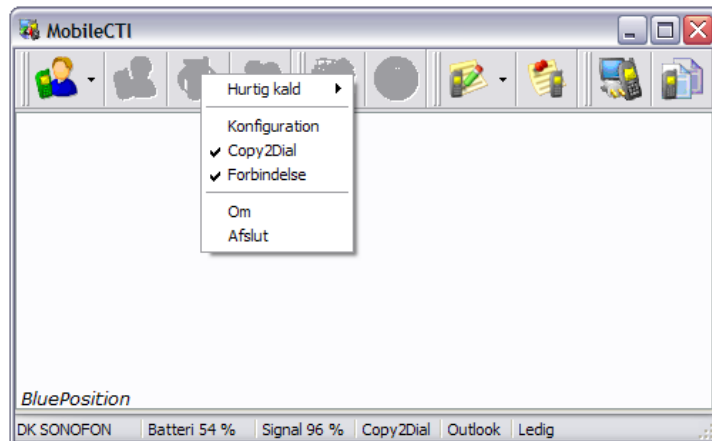 MobileCTI
Hurtig kald
Konfiguration
Copy2Dial
Forbindelse
Om
Afslut
BluePosition
DK SONOFON Batteri 54 % Signal 96 % Copy2Dial Outlook Ledig